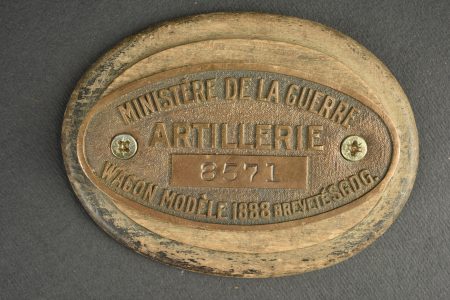 MINISTÈRE DE LA GUERRE
ARTILLERIE
8571
WAGON MODÈLE 1888 BREVETÉ S.G.D.G.